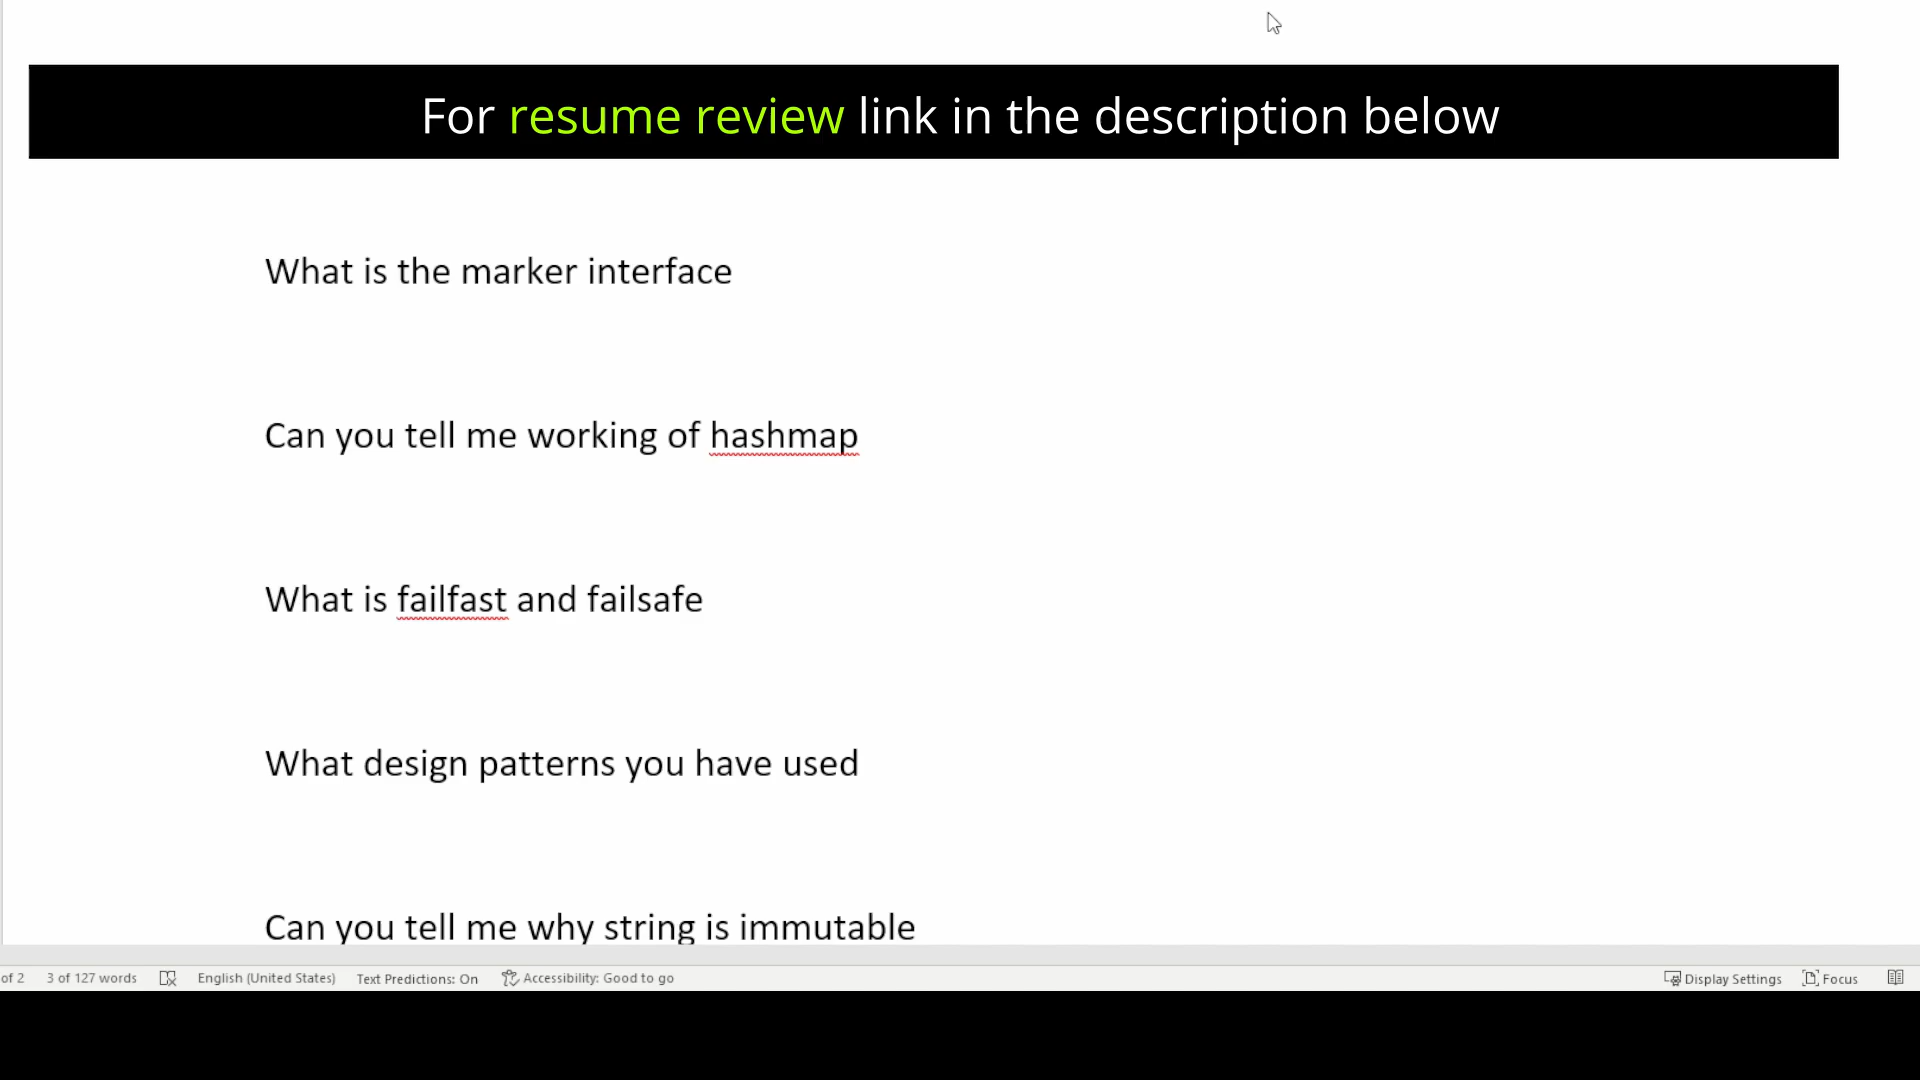 For resume review link in the description below
What is the marker interface
Can you tell me working of hashmap
What is failfast and failsafe
What design patterns you have used
Can you tell me why string is immutable
of 2 3 of 127 words English (United States) Text Predictions: On Accessibility: Good to go Display Settings Focus